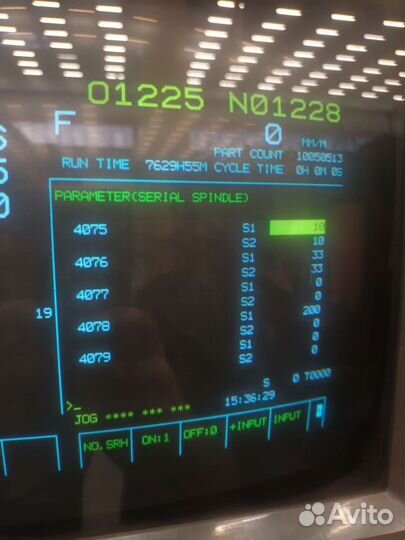 O1225 N01228
F 0 MM/M
PART COUNT 10050513
RUN TIME 7629H55M CYCLE TIME 0H 0M 0S
PARAMETER(SERIAL SPINDLE)
4075 S1 10
S2 10
4076 S1 33
S2 33
4077 S1 0
S2 0
4078 S1 200
S2 0
4079 S1 0
S2 0
19
S 0 T0000
>_
15:36:29
JOG **** *** ***
NO.SRH ON:1 OFF:0 +INPUT INPUT
Avito